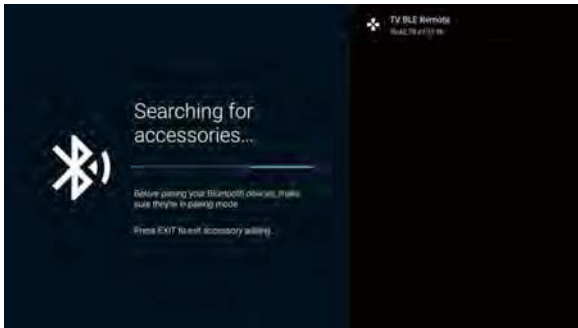 Searching for
accessories...
Before pairing your Bluetooth devices, make
sure they're in pairing mode
Press EXIT to exit accessory adding
TV BLE Remote